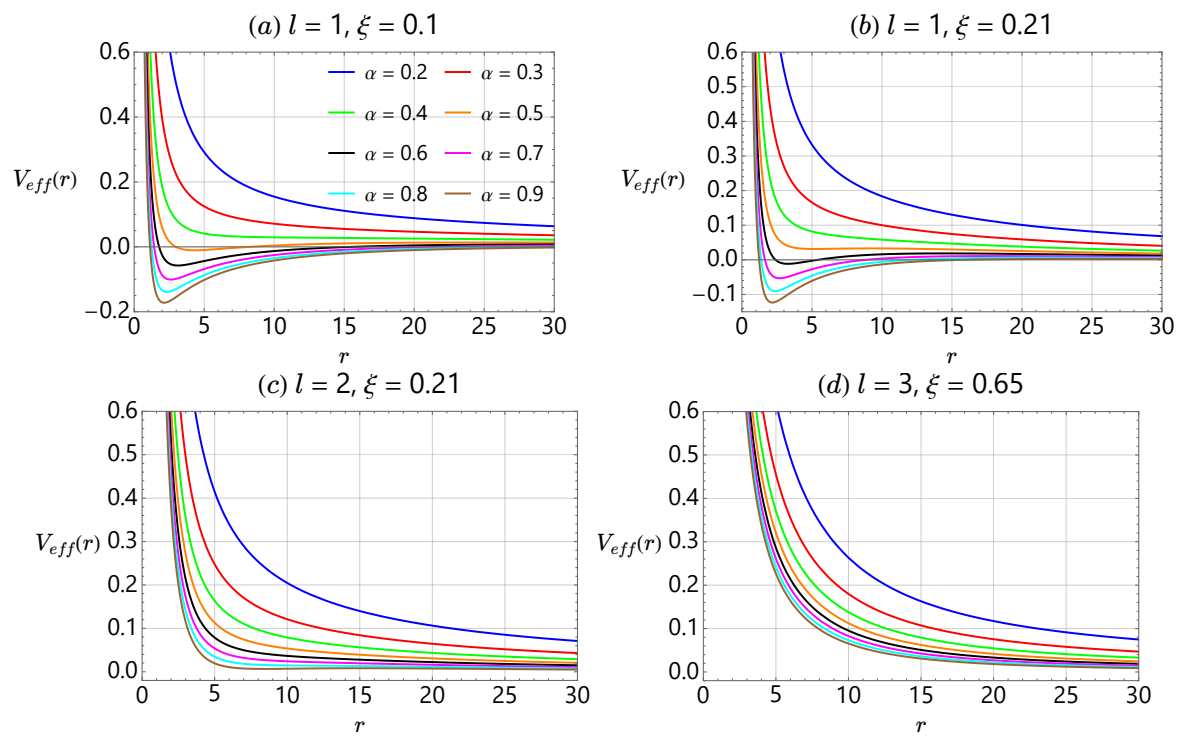 (a) l = 1, ξ = 0.1
0.6
0.4
0.2
0.0
−0.2
V_eff(r)
α = 0.2 α = 0.3
α = 0.4 α = 0.5
α = 0.6 α = 0.7
α = 0.8 α = 0.9
0 5 10 15 20 25 30
r
(b) l = 1, ξ = 0.21
0.6
0.5
0.4
0.3
0.2
0.1
0.0
−0.1
V_eff(r)
0 5 10 15 20 25 30
r
(c) l = 2, ξ = 0.21
0.6
0.5
0.4
0.3
0.2
0.1
0.0
V_eff(r)
0 5 10 15 20 25 30
r
(d) l = 3, ξ = 0.65
0.6
0.5
0.4
0.3
0.2
0.1
0.0
V_eff(r)
0 5 10 15 20 25 30
r